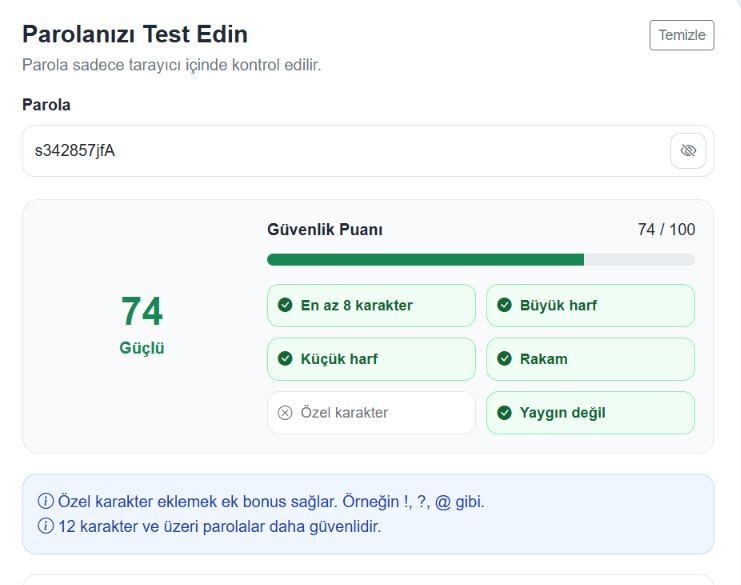 Parolanızı Test Edin
Temizle
Parola sadece tarayıcı içinde kontrol edilir.
Parola
s342857jfA
Güvenlik Puanı
74 / 100
74
Güçlü
En az 8 karakter
Büyük harf
Küçük harf
Rakam
Özel karakter
Yaygın değil
Özel karakter eklemek ek bonus sağlar. Örneğin !, ?, @ gibi.
12 karakter ve üzeri parolalar daha güvenlidir.